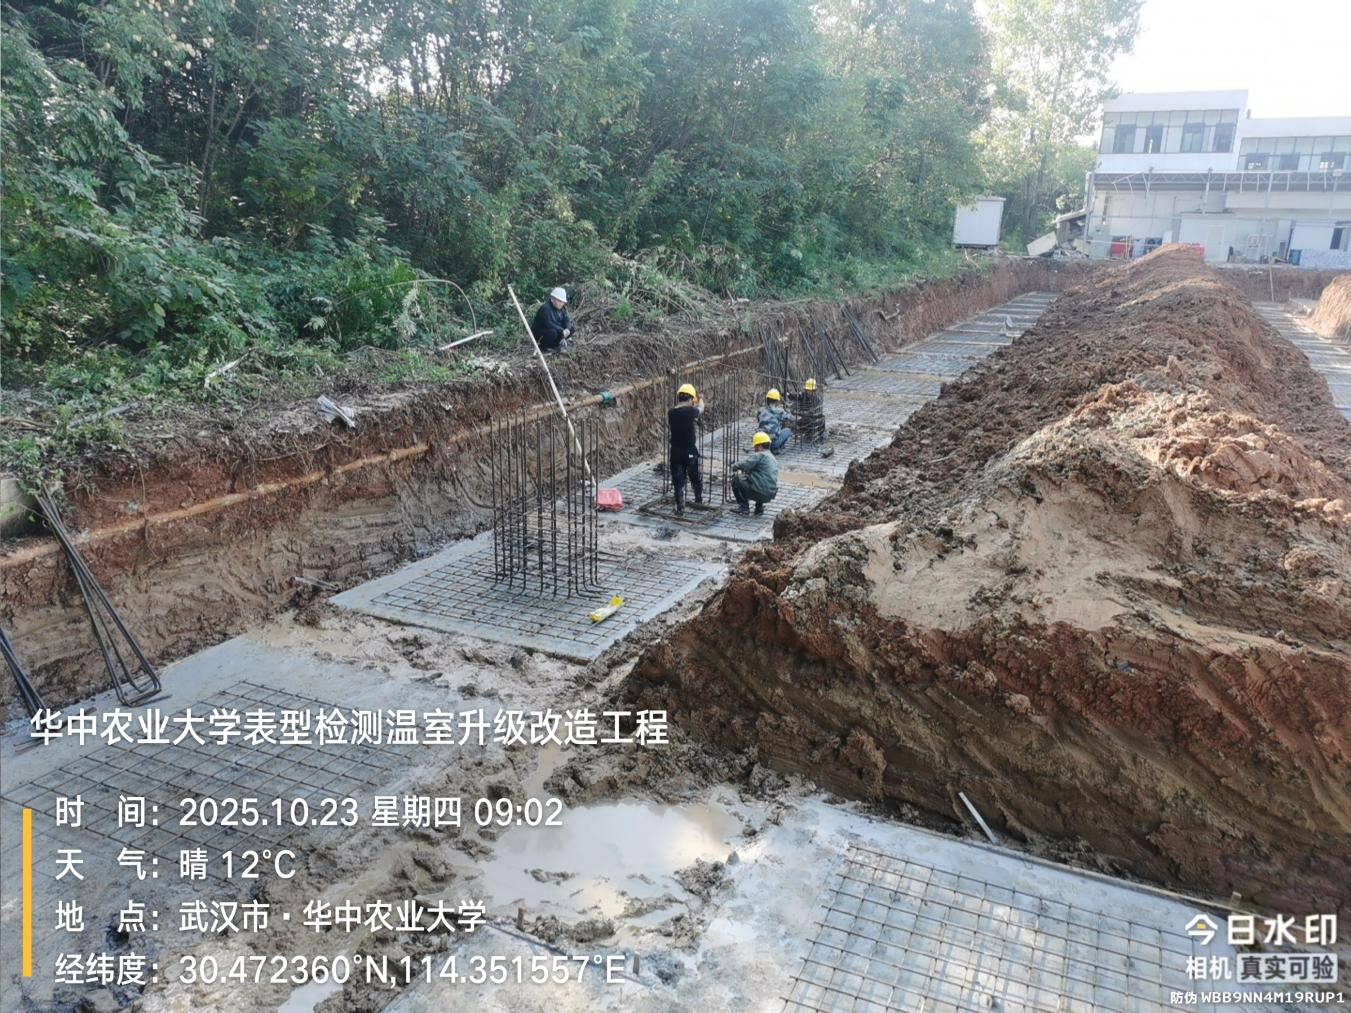 华中农业大学表型检测温室升级改造工程
时 间：2025.10.23 星期四 09:02
天 气：晴 12°C
地 点：武汉市·华中农业大学
经纬度：30.472360°N,114.351557°E
今日水印
相机 真实可验
防伪 WBB9NN4M19RUP1